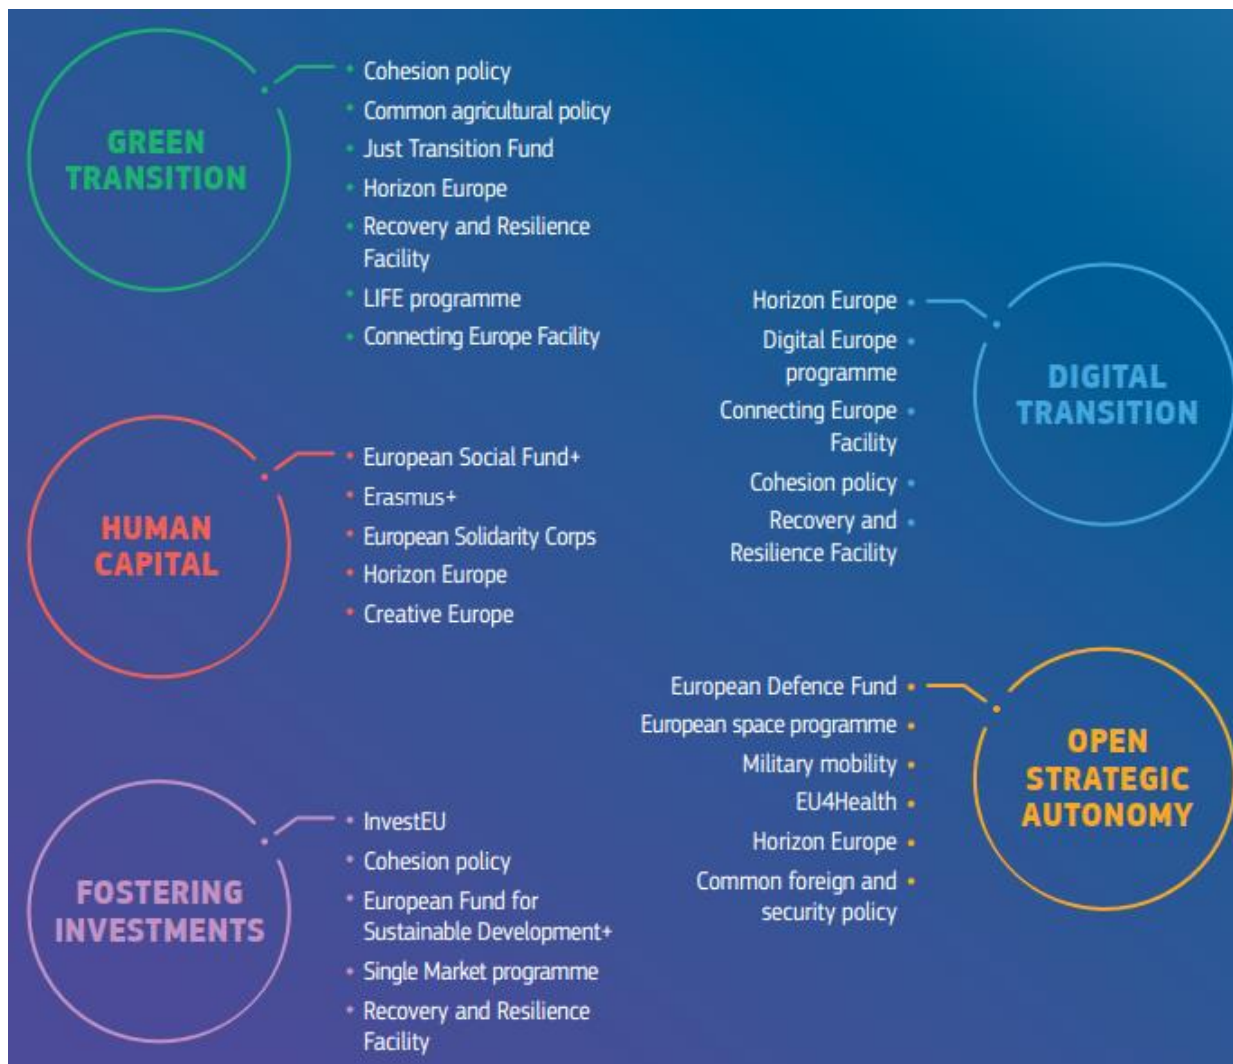 GREEN
TRANSITION
Cohesion policy
Common agricultural policy
Just Transition Fund
Horizon Europe
Recovery and Resilience
Facility
LIFE programme
Connecting Europe Facility
Horizon Europe
Digital Europe
programme
Connecting Europe
Facility
Cohesion policy
Recovery and
Resilience Facility
DIGITAL
TRANSITION
HUMAN
CAPITAL
European Social Fund+
Erasmus+
European Solidarity Corps
Horizon Europe
Creative Europe
European Defence Fund
European space programme
Military mobility
EU4Health
Horizon Europe
Common foreign and
security policy
OPEN
STRATEGIC
AUTONOMY
FOSTERING
INVESTMENTS
InvestEU
Cohesion policy
European Fund for
Sustainable Development+
Single Market programme
Recovery and Resilience
Facility